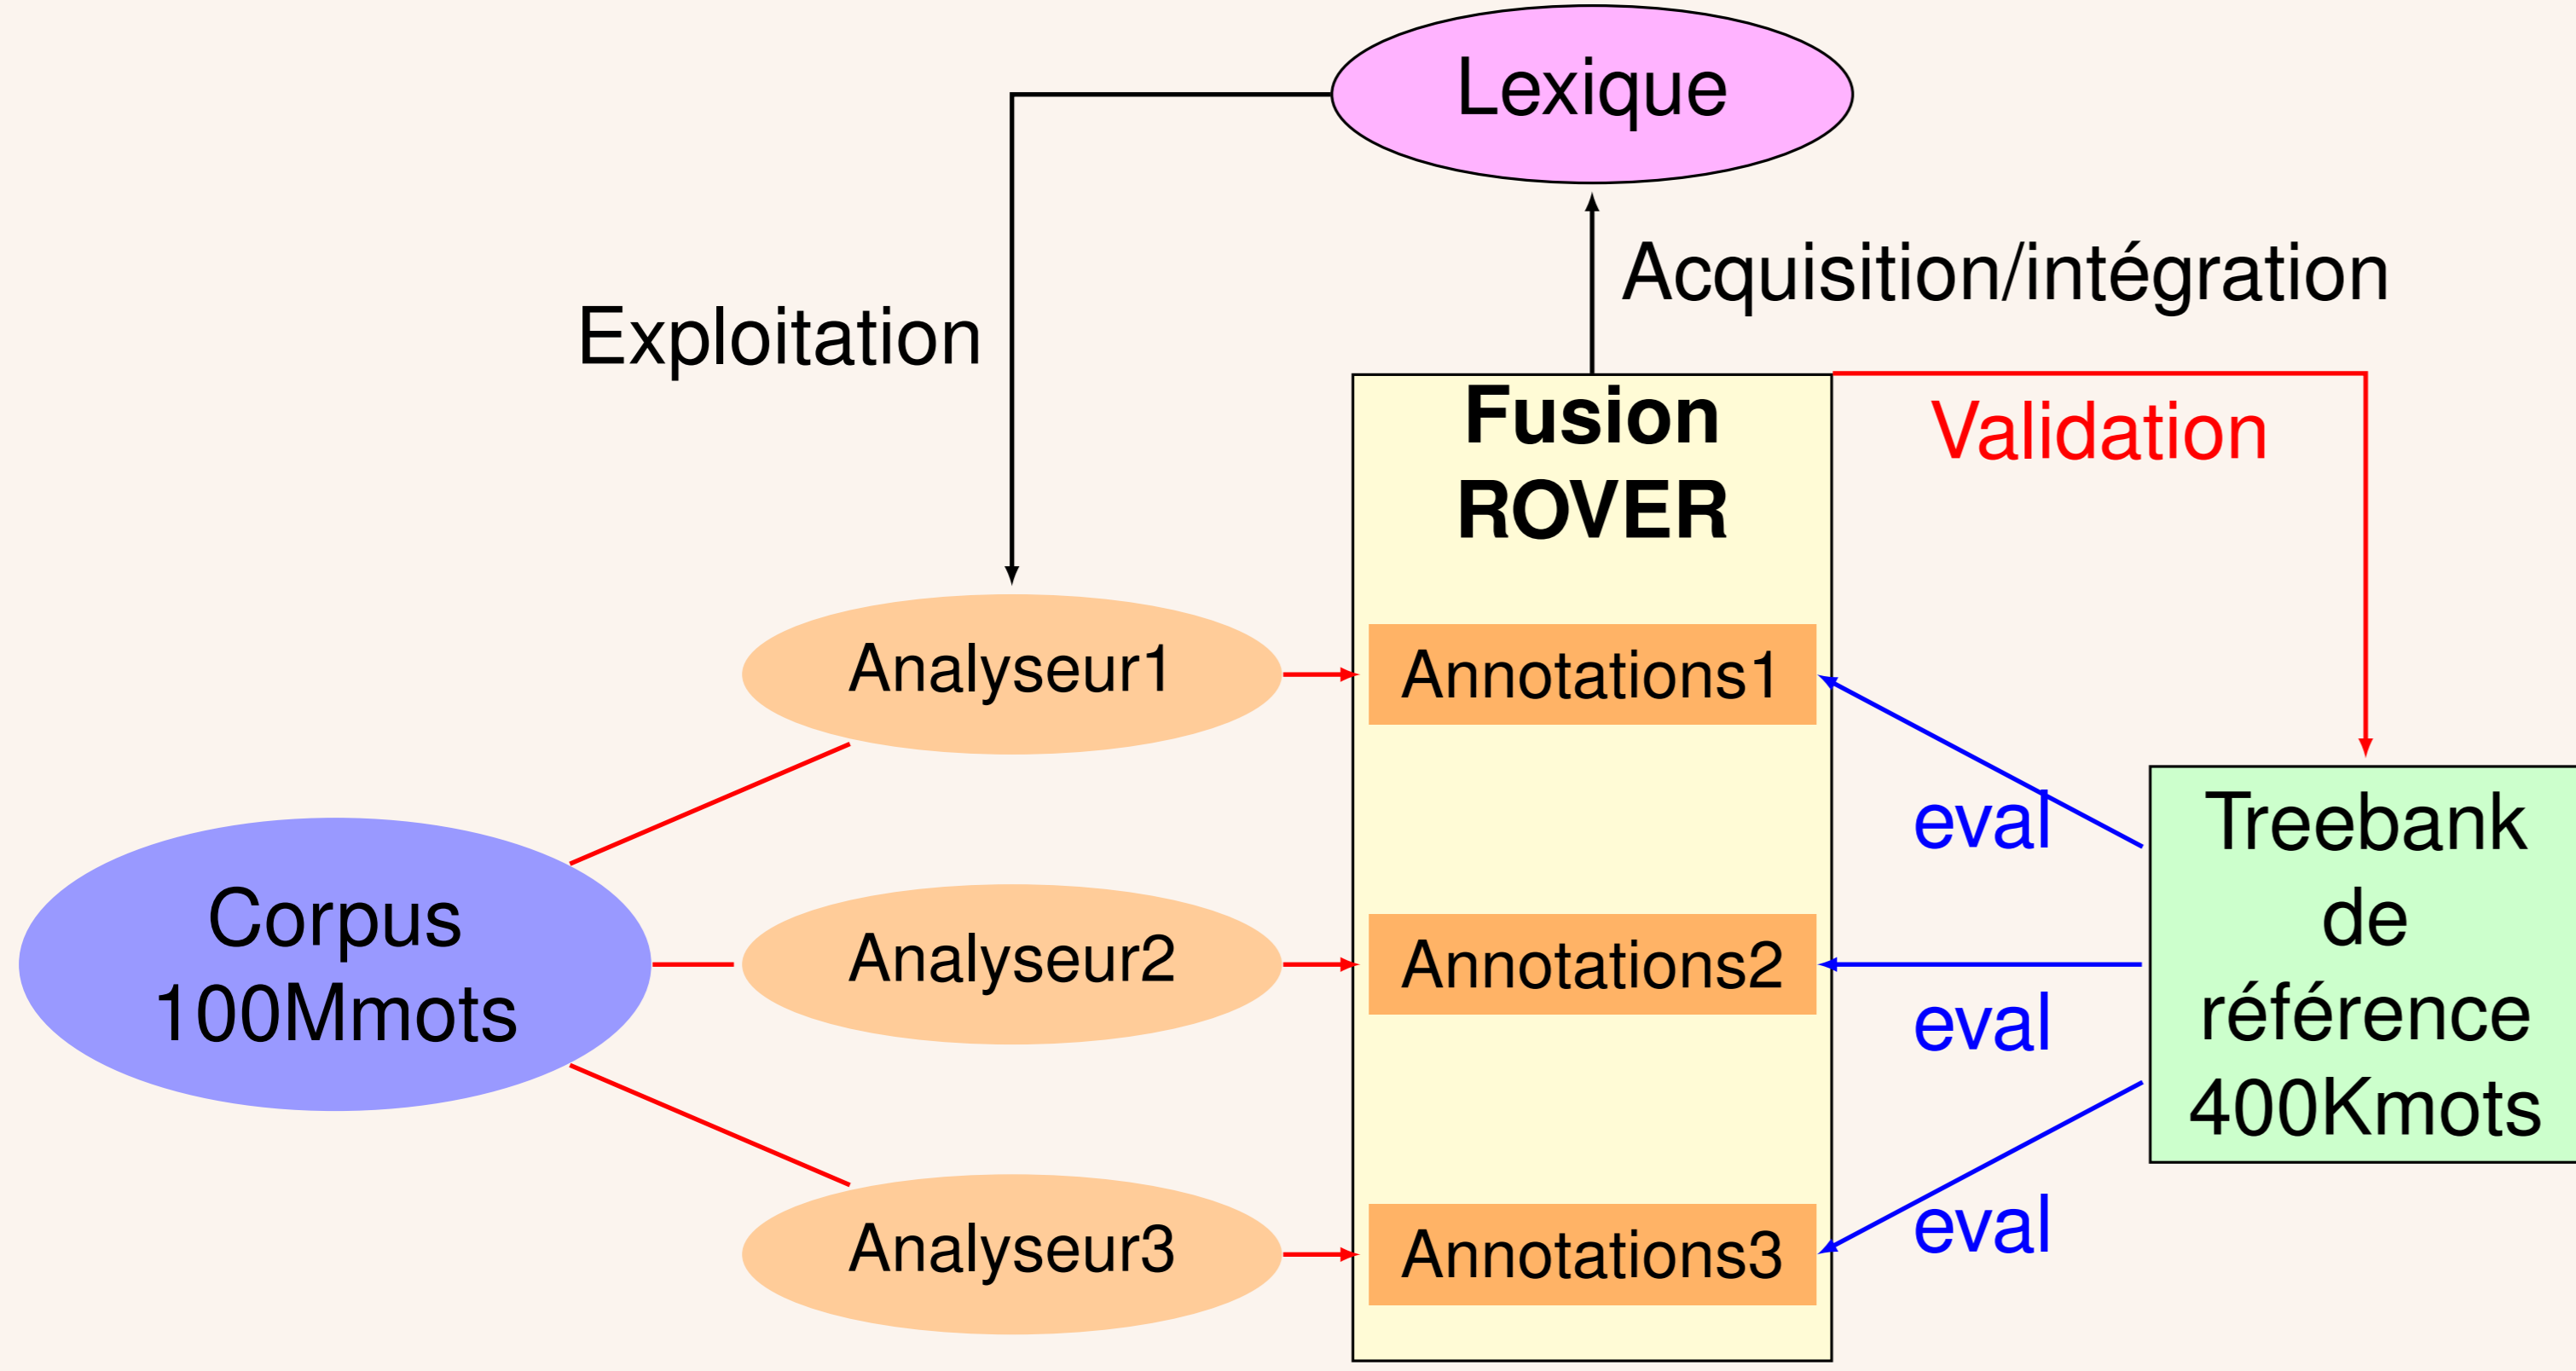 Lexique
Acquisition/intégration
Exploitation
Fusion
ROVER
Validation
Analyseur1
Annotations1
eval
Corpus
100Mmots
Analyseur2
Annotations2
eval
Treebank
de
référence
400Kmots
Analyseur3
Annotations3
eval